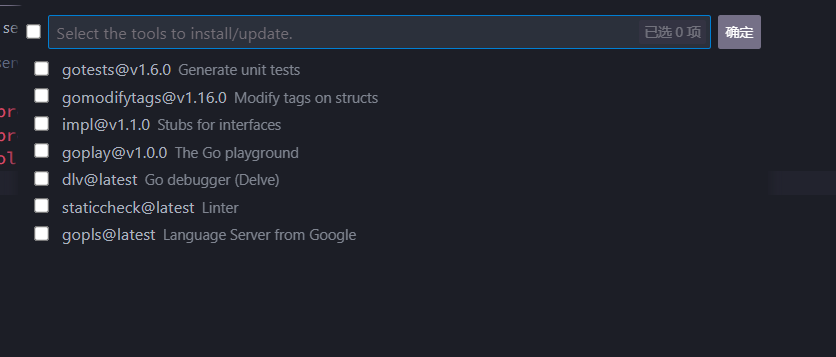 se
Select the tools to install/update.
已选 0 项
确定
ser
gotests@v1.6.0 Generate unit tests
gomodifytags@v1.16.0 Modify tags on structs
pr
impl@v1.1.0 Stubs for interfaces
pr
goplay@v1.0.0 The Go playground
pl
dlv@latest Go debugger (Delve)
staticcheck@latest Linter
gopls@latest Language Server from Google